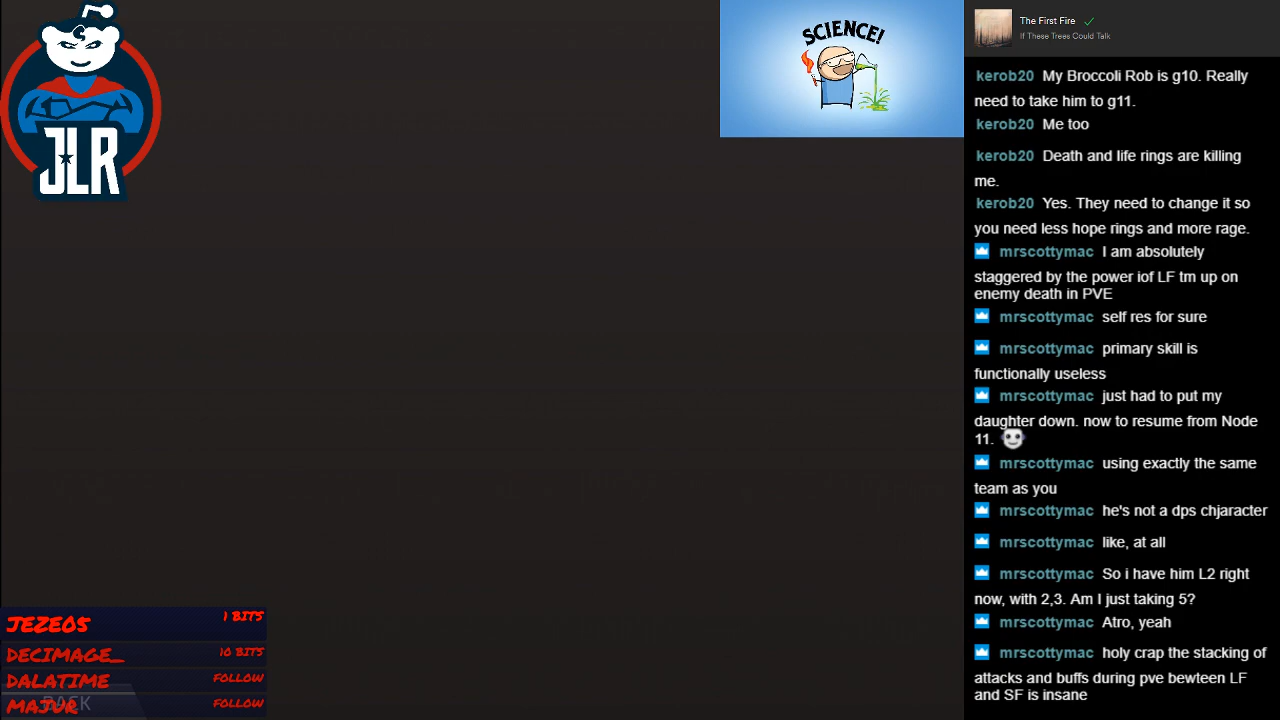 JLR
SCIENCE!
The First Fire
If These Trees Could Talk
kerob20 My Broccoli Rob is g10. Really
need to take him to g11.
kerob20 Me too
kerob20 Death and life rings are killing
me.
kerob20 Yes. They need to change it so
you need less hope rings and more rage.
mrscottymac I am absolutely
staggered by the power iof LF tm up on
enemy death in PVE
mrscottymac self res for sure
mrscottymac primary skill is
functionally useless
mrscottymac just had to put my
daughter down. now to resume from Node
11.
mrscottymac using exactly the same
team as you
mrscottymac he's not a dps chjaracter
mrscottymac like, at all
mrscottymac So i have him L2 right
now, with 2,3. Am I just taking 5?
mrscottymac Atro, yeah
mrscottymac holy crap the stacking of
attacks and buffs during pve bewteen LF
and SF is insane
JEZE05 1 BITS
DECIMAGE_ 10 BITS
DALATIME FOLLOW
MAJUR FOLLOW
BACK